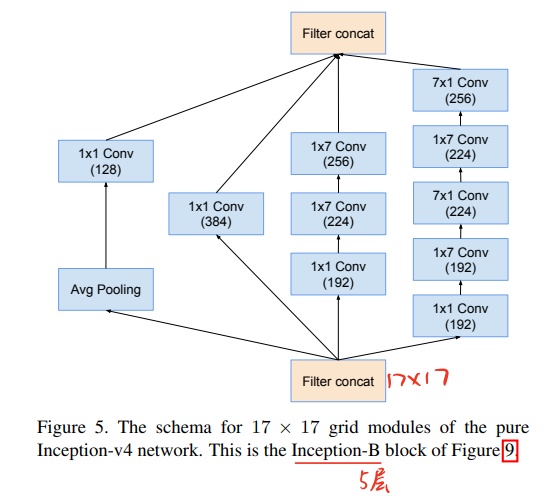 Filter concat
1x1 Conv
(128)
Avg Pooling
1x1 Conv
(384)
1x7 Conv
(256)
1x7 Conv
(224)
1x1 Conv
(192)
7x1 Conv
(256)
1x7 Conv
(224)
7x1 Conv
(224)
1x7 Conv
(192)
1x1 Conv
(192)
Filter concat
17x17
Figure 5. The schema for 17 × 17 grid modules of the pure
Inception-v4 network. This is the Inception-B block of Figure 9.
5层